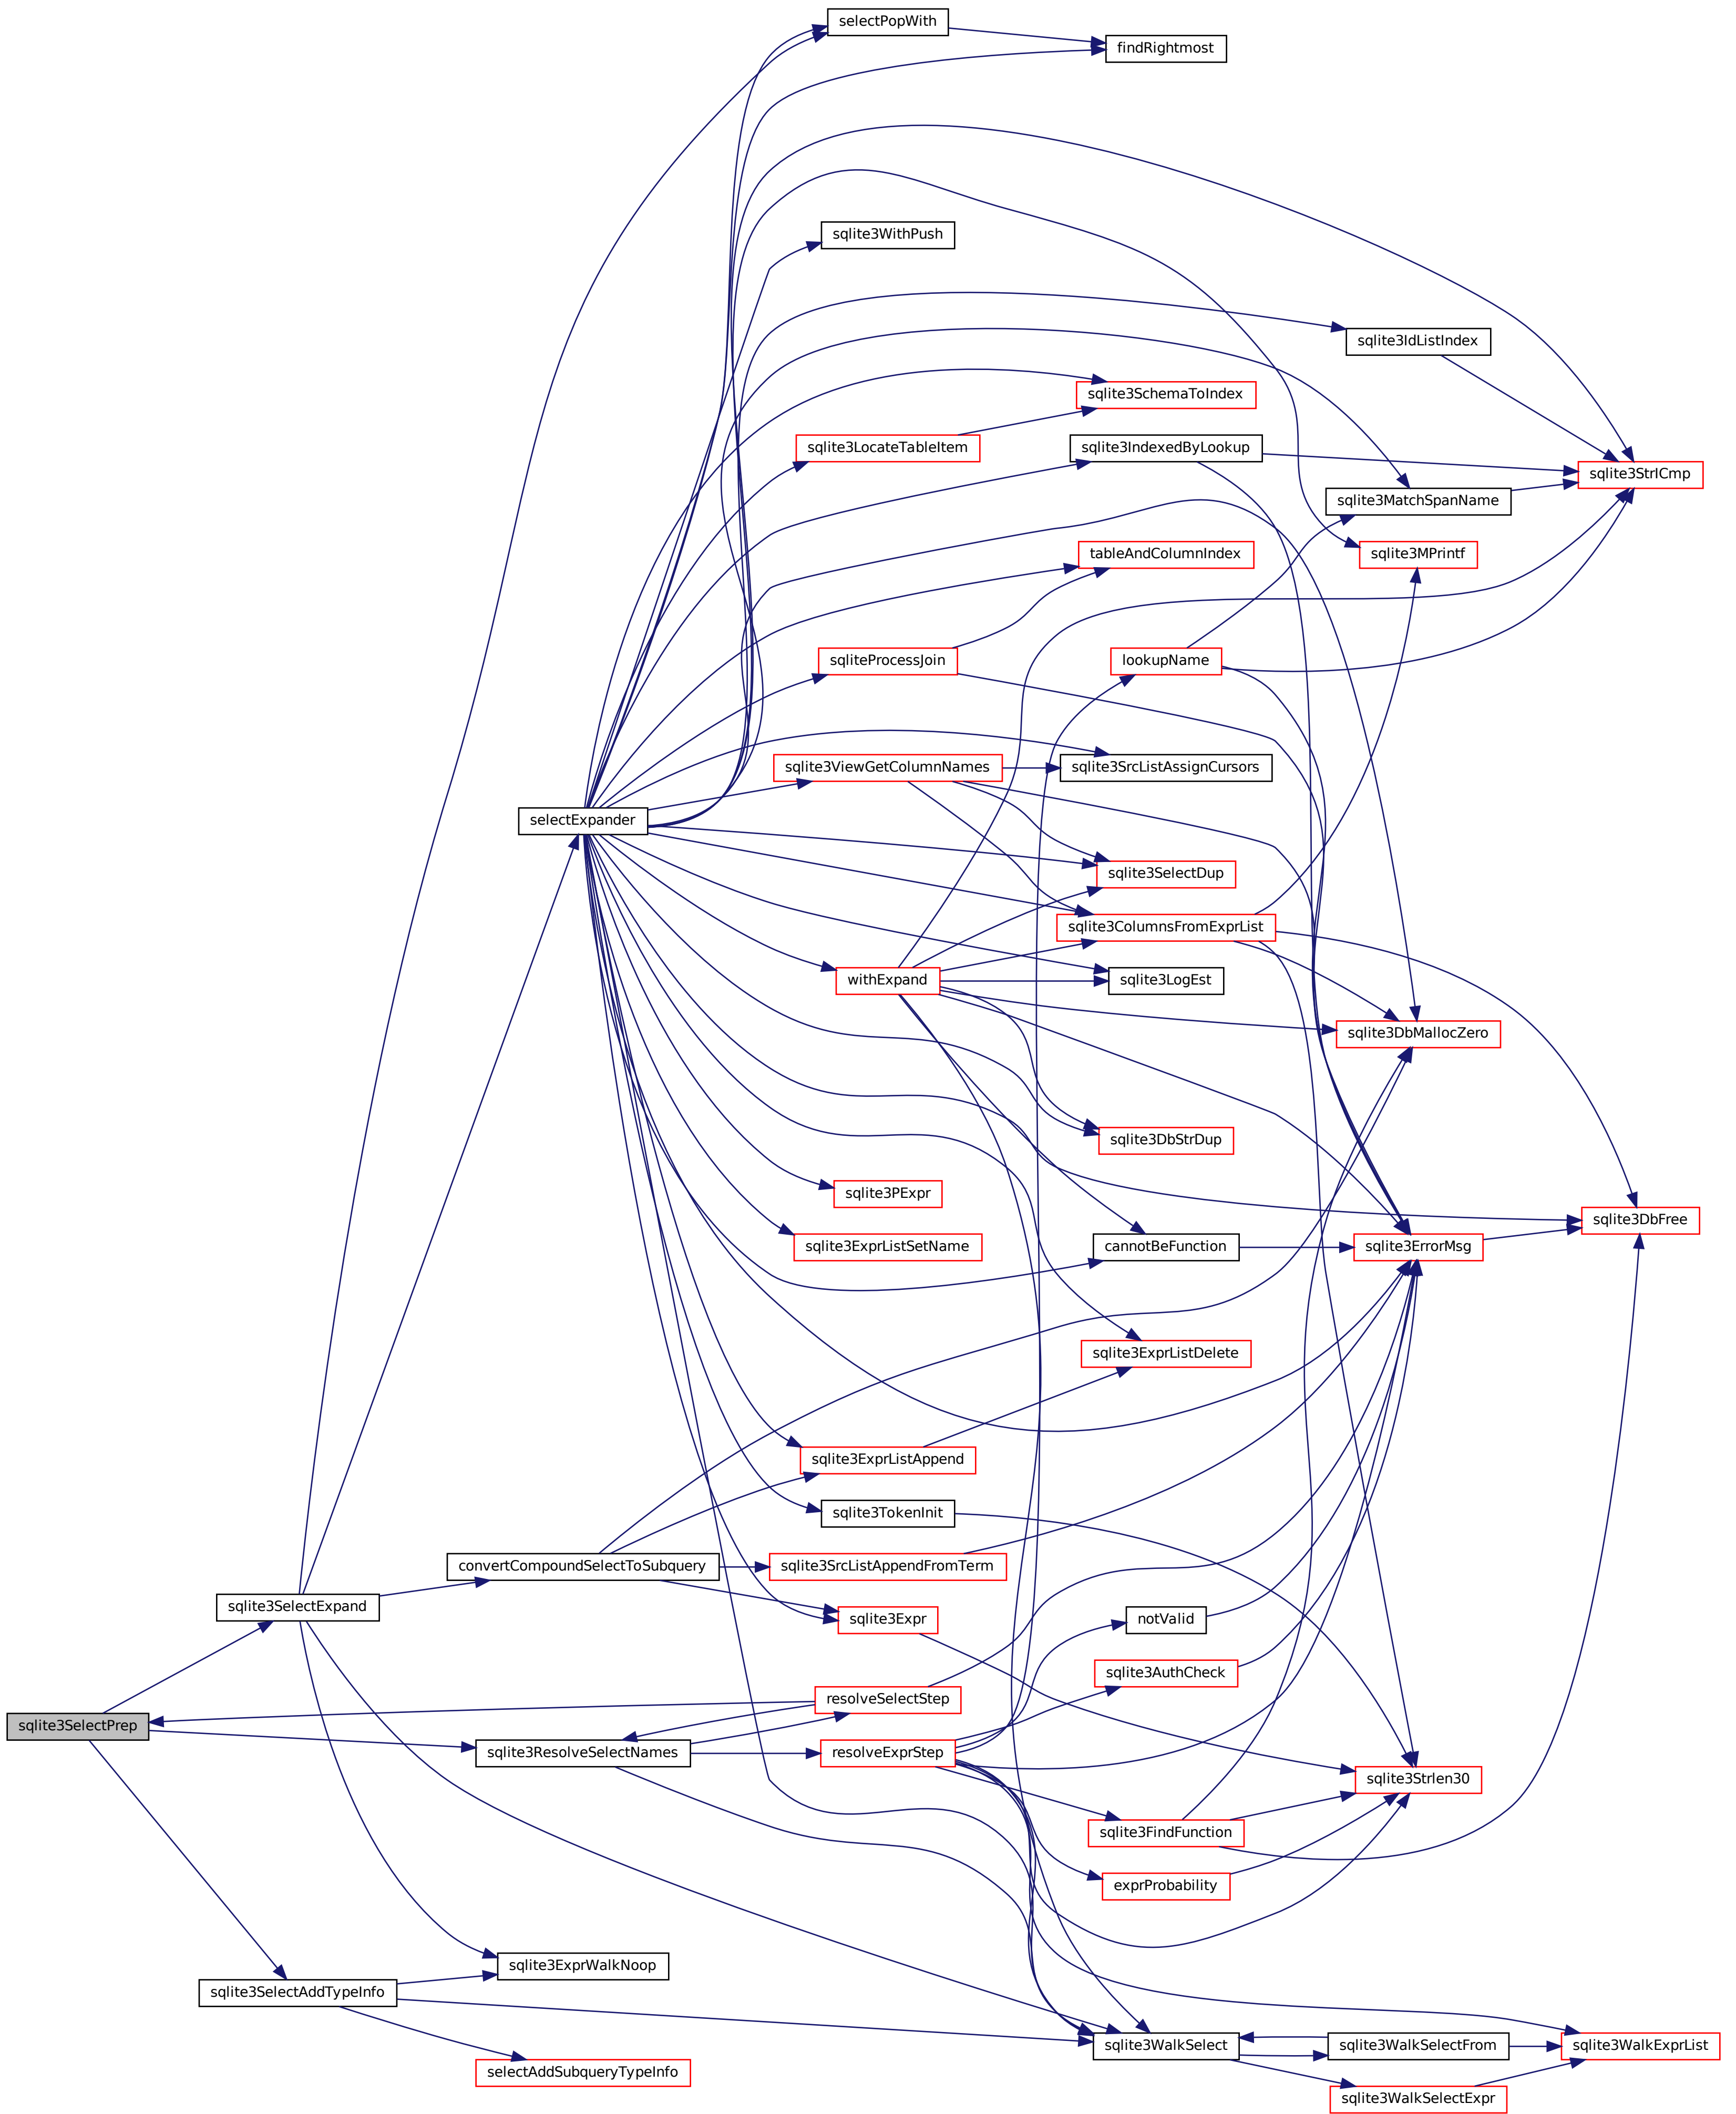 selectPopWith
findRightmost
sqlite3WithPush
sqlite3IdListIndex
sqlite3SchemaToIndex
sqlite3LocateTableItem
sqlite3IndexedByLookup
sqlite3StrICmp
sqlite3MatchSpanName
tableAndColumnIndex
sqlite3MPrintf
sqliteProcessJoin
lookupName
sqlite3ViewGetColumnNames
sqlite3SrcListAssignCursors
selectExpander
sqlite3SelectDup
sqlite3ColumnsFromExprList
withExpand
sqlite3LogEst
sqlite3DbMallocZero
sqlite3DbStrDup
sqlite3PExpr
sqlite3DbFree
sqlite3ExprListSetName
cannotBeFunction
sqlite3ErrorMsg
sqlite3ExprListDelete
sqlite3ExprListAppend
sqlite3TokenInit
convertCompoundSelectToSubquery
sqlite3SrcListAppendFromTerm
sqlite3SelectExpand
sqlite3Expr
notValid
sqlite3AuthCheck
resolveSelectStep
sqlite3SelectPrep
sqlite3ResolveSelectNames
resolveExprStep
sqlite3Strlen30
sqlite3FindFunction
exprProbability
sqlite3ExprWalkNoop
sqlite3SelectAddTypeInfo
sqlite3WalkSelect
sqlite3WalkSelectFrom
sqlite3WalkExprList
selectAddSubqueryTypeInfo
sqlite3WalkSelectExpr